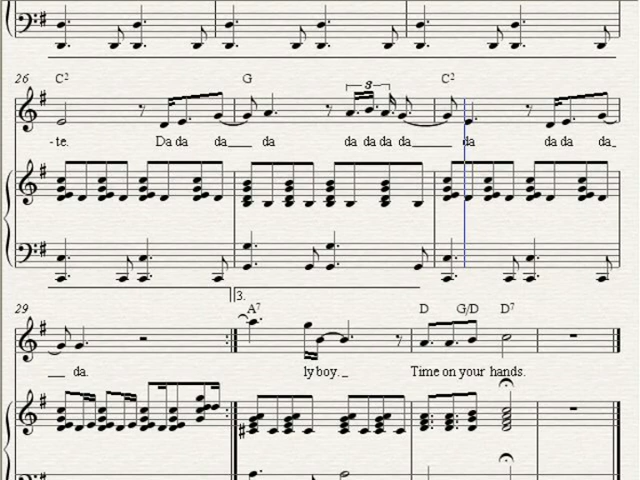 26 C2 G C2
3
- te. Da da da da da da da da da da da da
29 3. A7 D G/D D7
da. ly boy. Time on your hands.